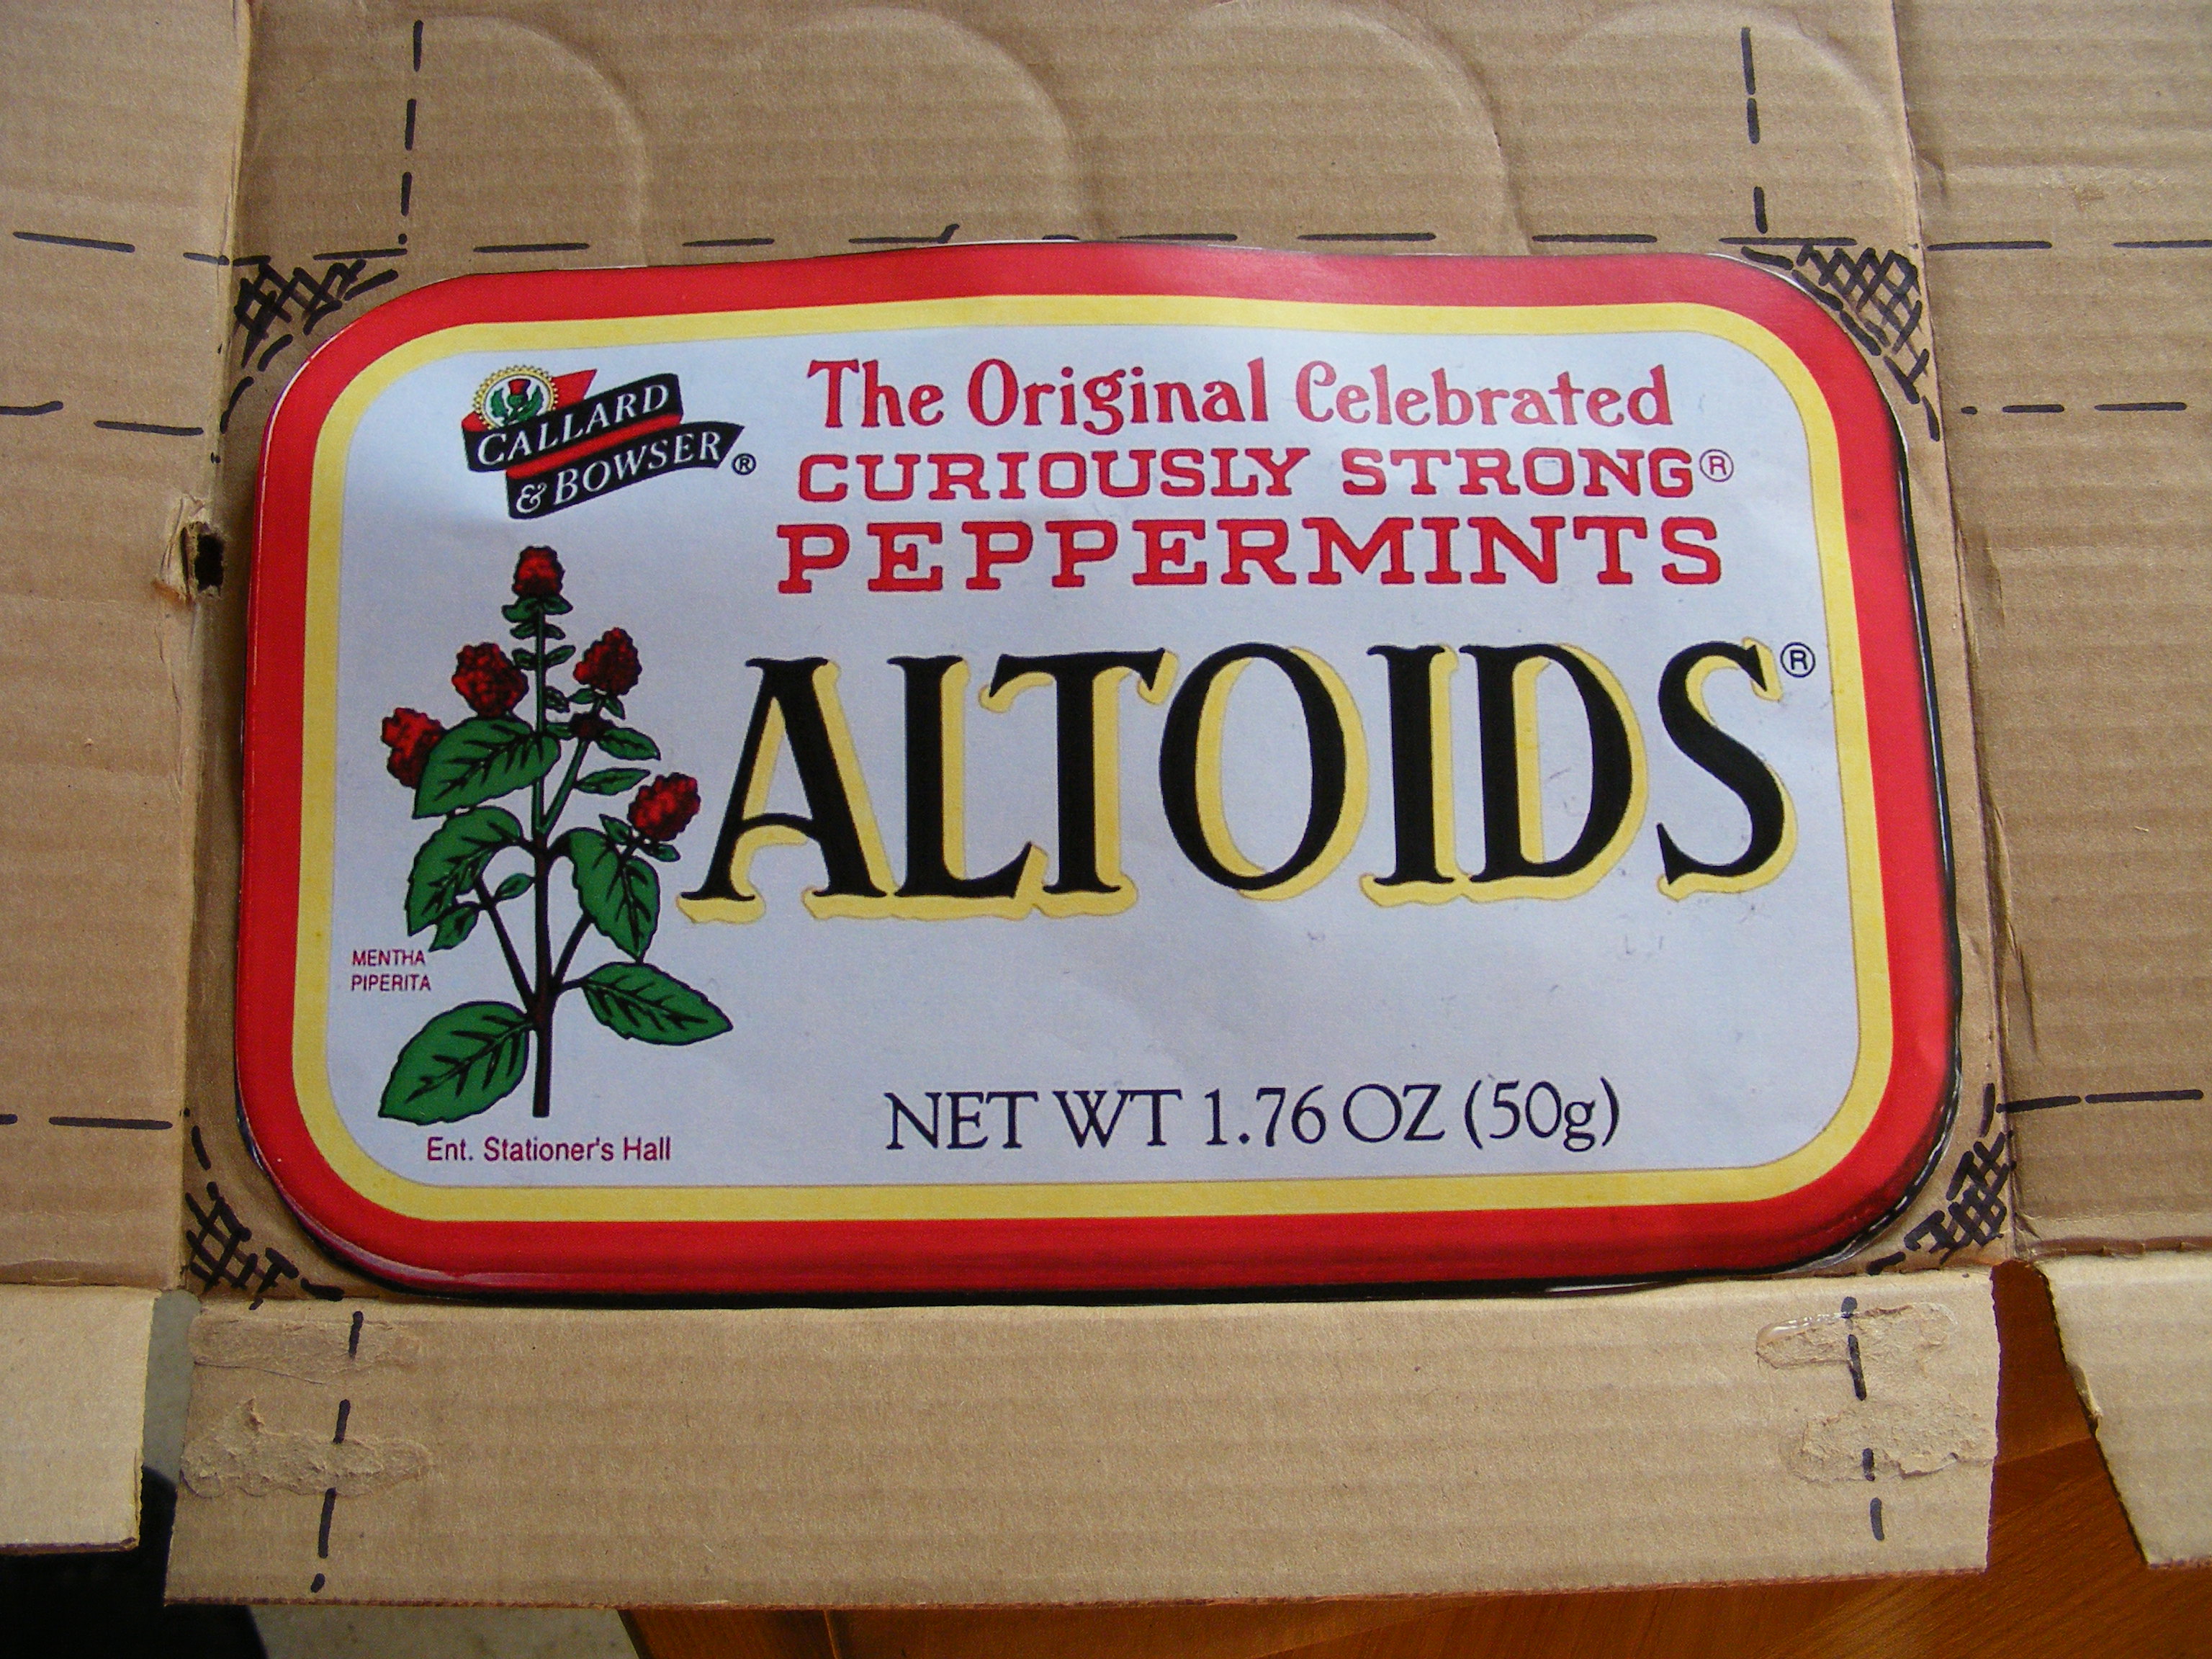 CALLARD
& BOWSER®
The Original Celebrated
CURIOUSLY STRONG®
PEPPERMINTS
ALTOIDS®
MENTHA
PIPERITA
Ent. Stationer's Hall
NET WT 1.76 OZ (50g)